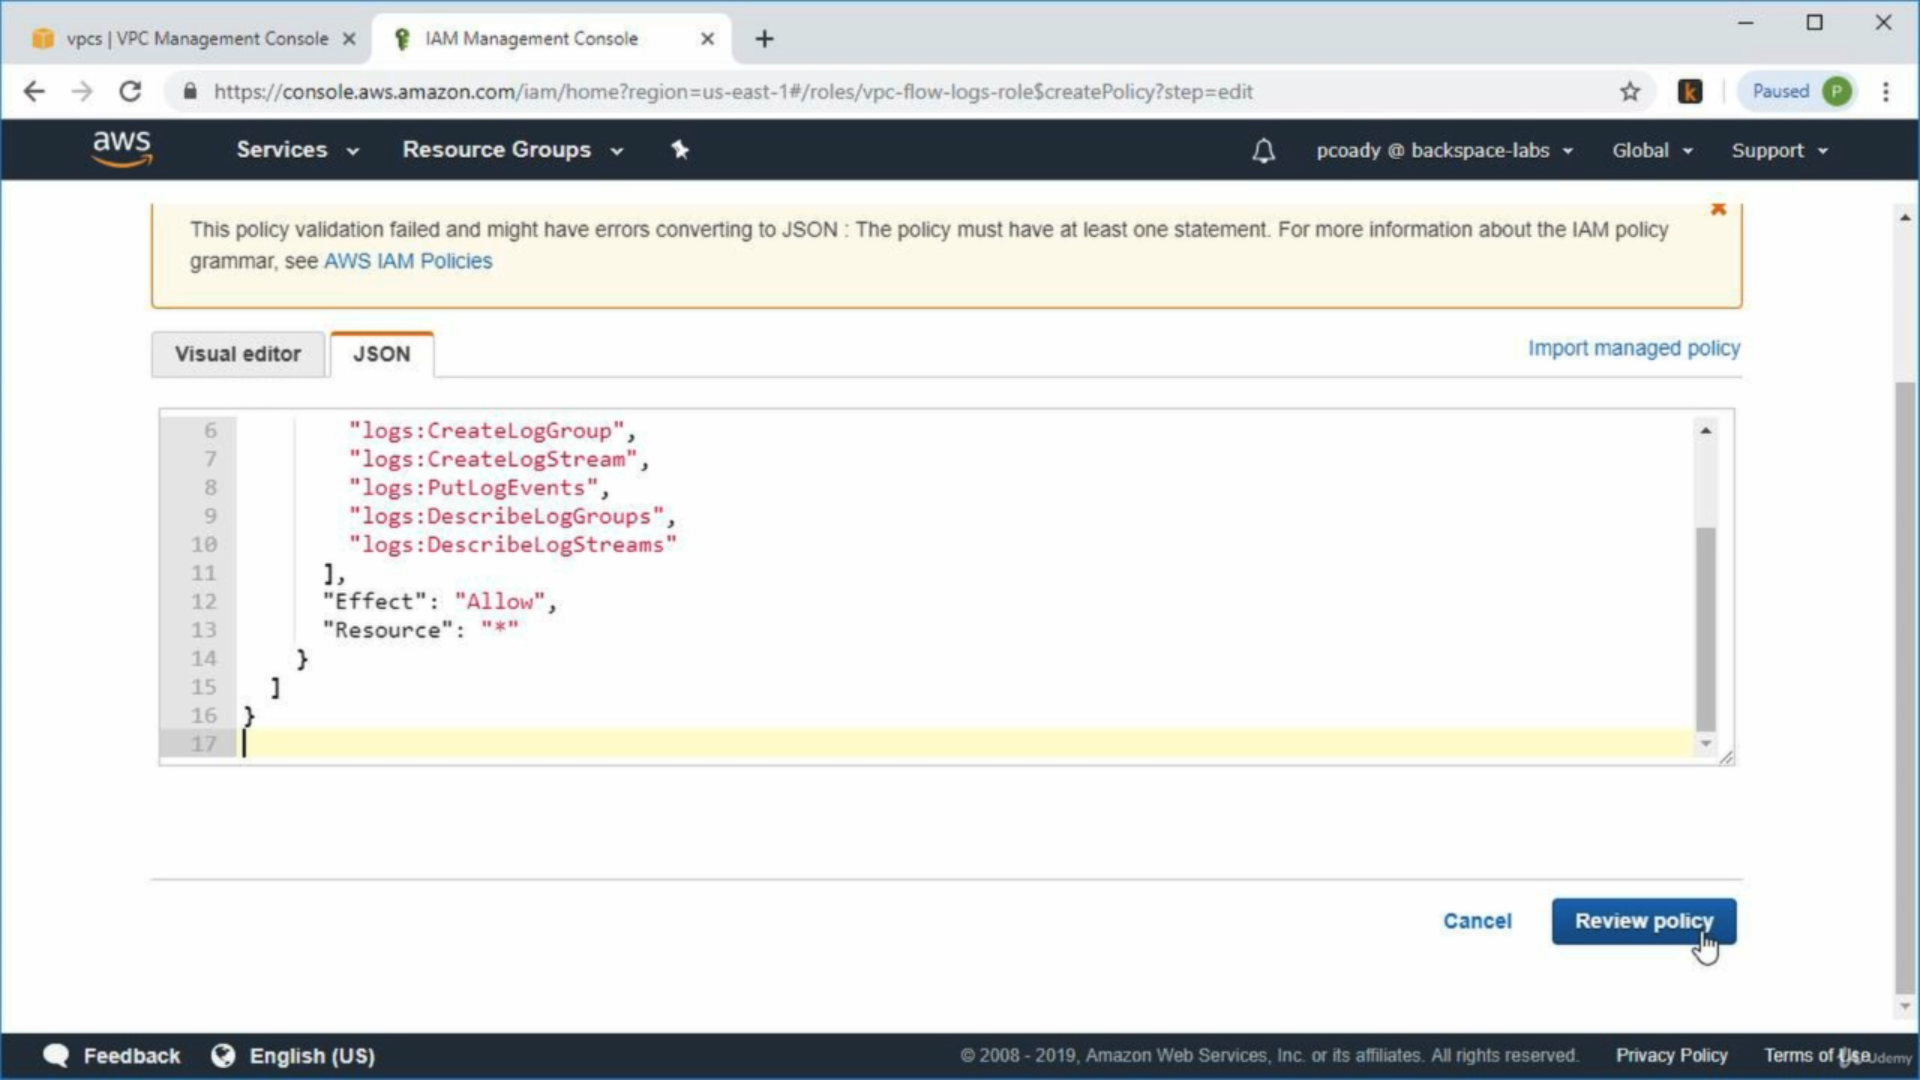 vpcs | VPC Management Console
IAM Management Console
https://console.aws.amazon.com/iam/home?region=us-east-1#/roles/vpc-flow-logs-role$createPolicy?step=edit
k
Paused P
aws
Services
Resource Groups
pcoady @ backspace-labs
Global
Support
This policy validation failed and might have errors converting to JSON : The policy must have at least one statement. For more information about the IAM policy
grammar, see AWS IAM Policies
Visual editor
JSON
Import managed policy
6 "logs:CreateLogGroup",
7 "logs:CreateLogStream",
8 "logs:PutLogEvents",
9 "logs:DescribeLogGroups",
10 "logs:DescribeLogStreams"
11 ],
12 "Effect": "Allow",
13 "Resource": "*"
14 }
15 ]
16 }
17
Cancel
Review policy
Feedback
English (US)
© 2008 - 2019, Amazon Web Services, Inc. or its affiliates. All rights reserved.
Privacy Policy
Terms of Use
Udemy